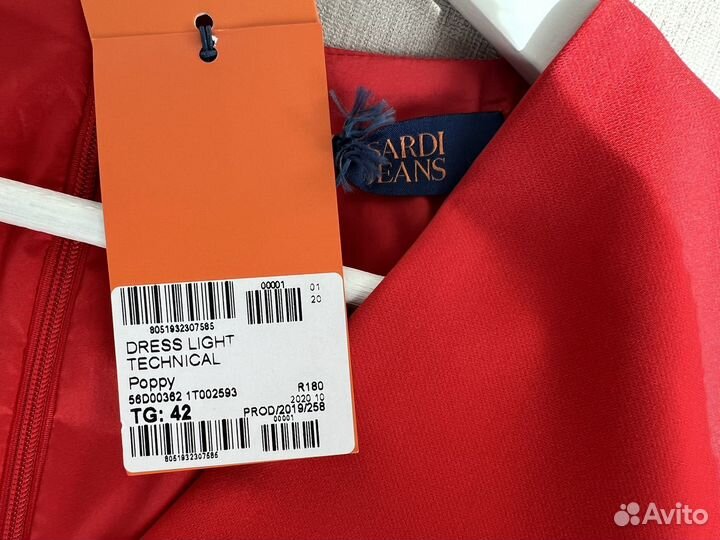 SARDI
JEANS
00001
01
20
8051932307585
DRESS LIGHT
TECHNICAL
Poppy
56D00362 1T002593
R180
2020 10
TG: 42
PROD/2019/258
00001
8051932307585
Avito